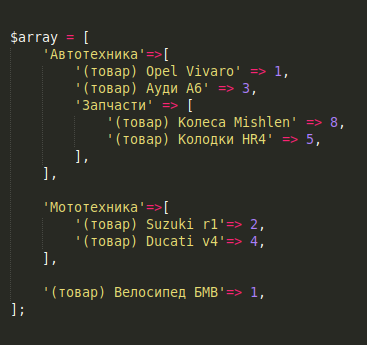 $array = [
'Автотехника'=>[
'(товар) Opel Vivaro' => 1,
'(товар) Ауди А6' => 3,
'Запчасти' => [
'(товар) Колеса Mishlen' => 8,
'(товар) Колодки HR4' => 5,
],
],
'Мототехника'=>[
'(товар) Suzuki r1'=> 2,
'(товар) Ducati v4'=> 4,
],
'(товар) Велосипед БМВ'=> 1,
];